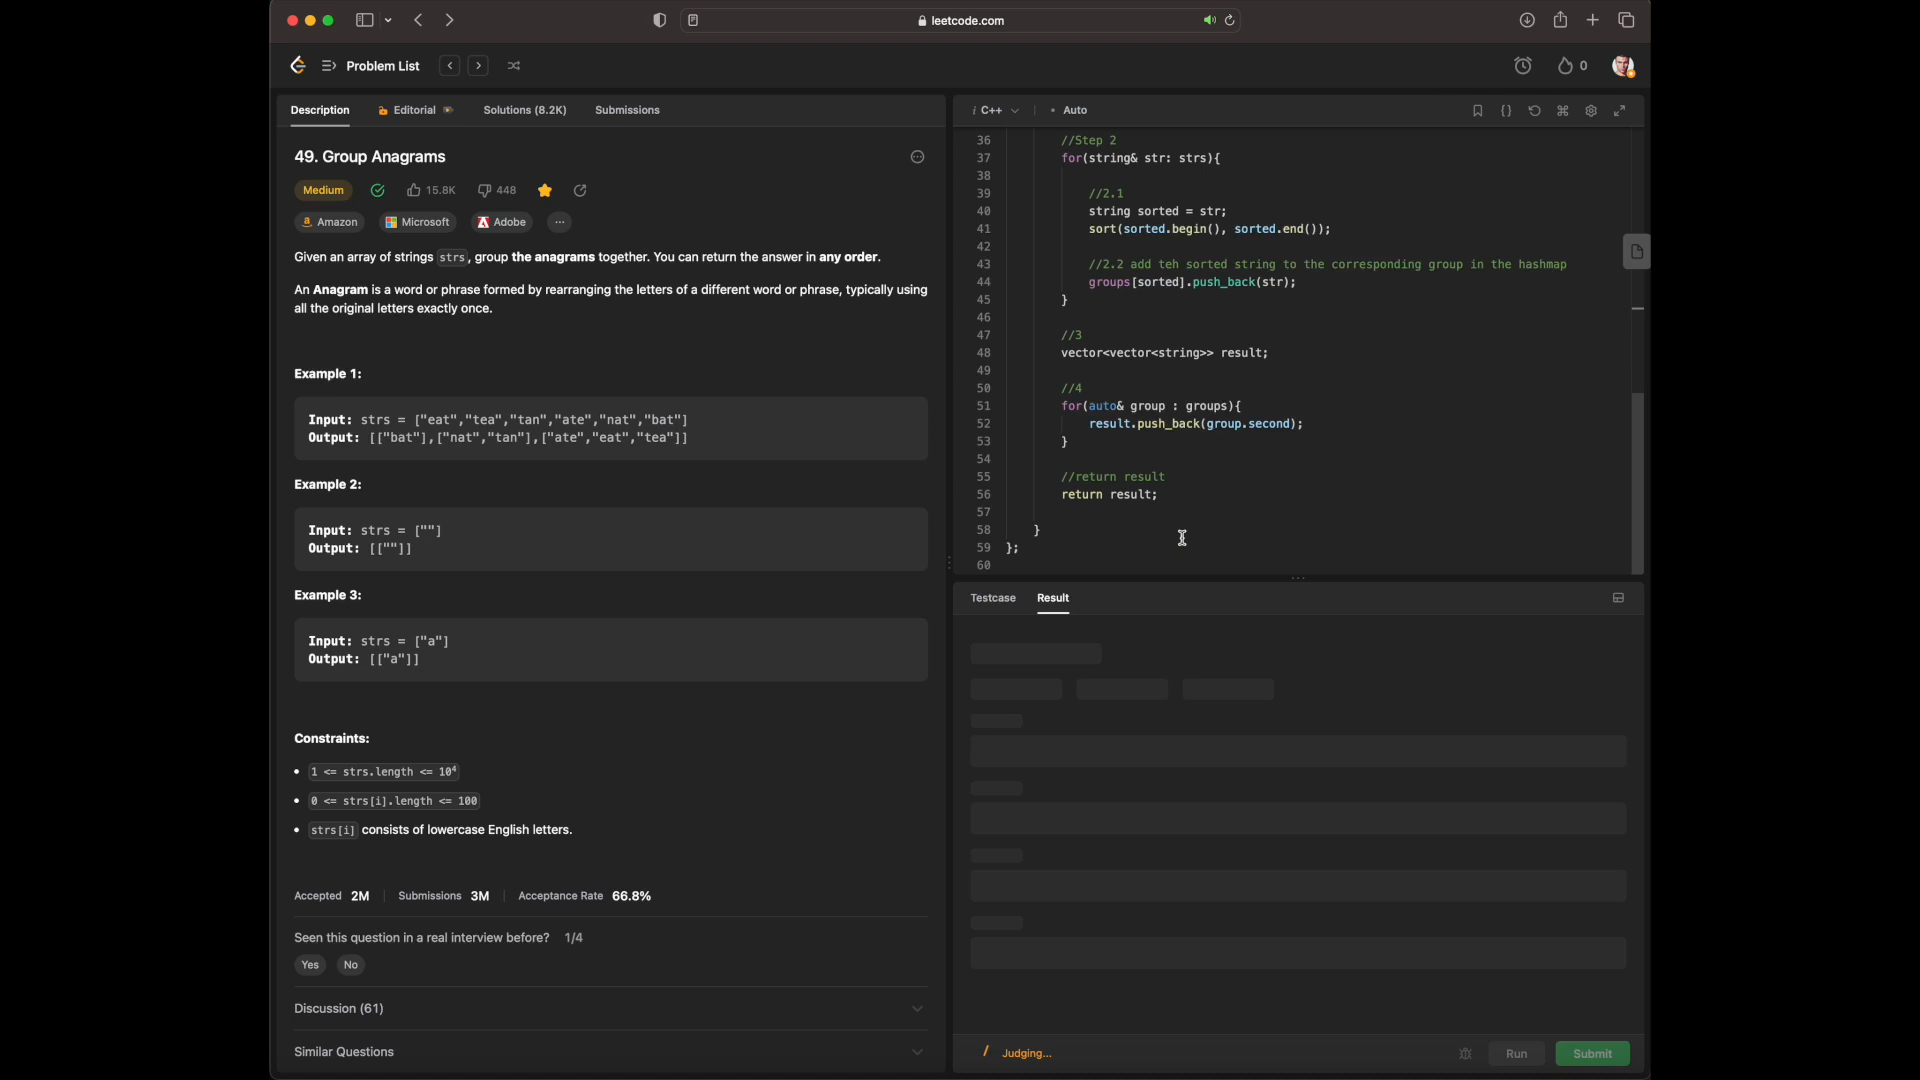 leetcode.com
Problem List
0
Description
Editorial
Solutions (8.2K)
Submissions
49. Group Anagrams
Medium
15.8K
448
Amazon
Microsoft
Adobe
Given an array of strings strs, group the anagrams together. You can return the answer in any order.
An Anagram is a word or phrase formed by rearranging the letters of a different word or phrase, typically using
all the original letters exactly once.
Example 1:
Input: strs = ["eat","tea","tan","ate","nat","bat"]
Output: [["bat"],["nat","tan"],["ate","eat","tea"]]
Example 2:
Input: strs = [""]
Output: [[""]]
Example 3:
Input: strs = ["a"]
Output: [["a"]]
Constraints:
• 1 <= strs.length <= 10⁴
• 0 <= strs[i].length <= 100
• strs[i] consists of lowercase English letters.
Accepted 2M | Submissions 3M | Acceptance Rate 66.8%
Seen this question in a real interview before? 1/4
Yes No
Discussion (61)
Similar Questions
i C++ • Auto
36 //Step 2
37 for(string& str: strs){
38
39 //2.1
40 string sorted = str;
41 sort(sorted.begin(), sorted.end());
42
43 //2.2 add teh sorted string to the corresponding group in the hashmap
44 groups[sorted].push_back(str);
45 }
46
47 //3
48 vector<vector<string>> result;
49
50 //4
51 for(auto& group : groups){
52 result.push_back(group.second);
53 }
54
55 //return result
56 return result;
57
58 }
59 };
60
Testcase Result
Judging...
Run Submit